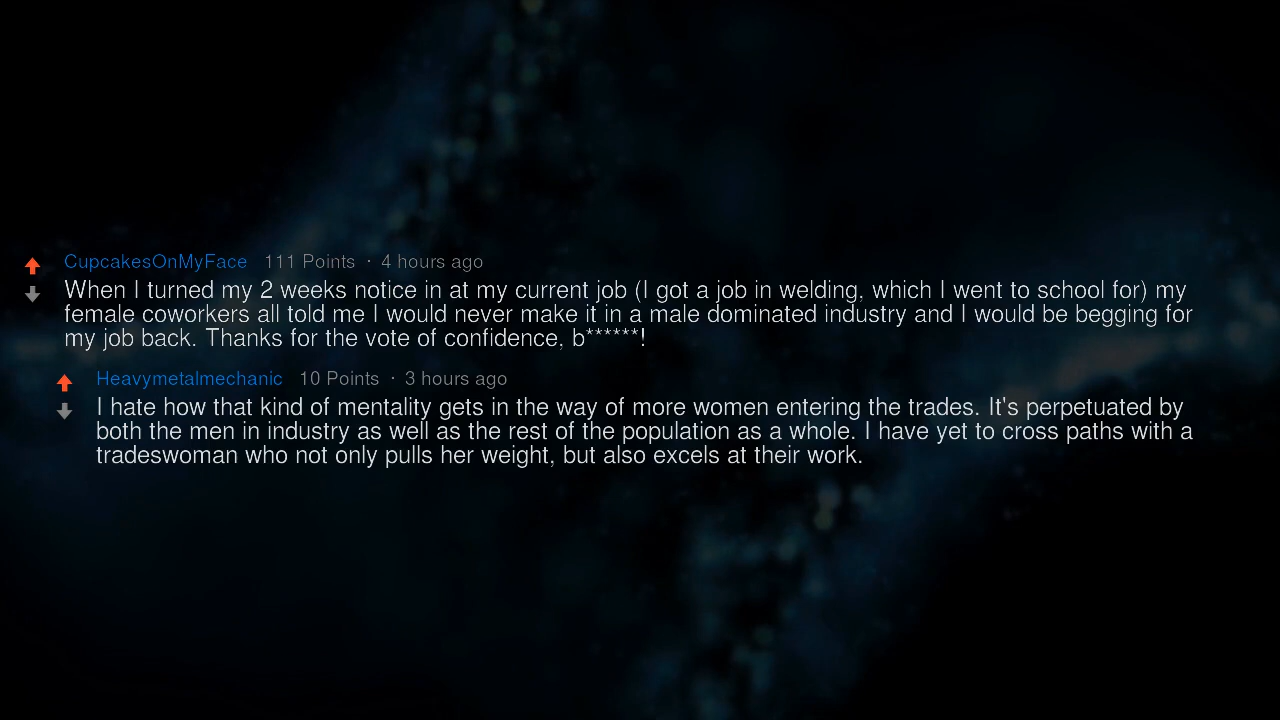 CupcakesOnMyFace 111 Points · 4 hours ago
When I turned my 2 weeks notice in at my current job (I got a job in welding, which I went to school for) my
female coworkers all told me I would never make it in a male dominated industry and I would be begging for
my job back. Thanks for the vote of confidence, b******!
Heavymetalmechanic 10 Points · 3 hours ago
I hate how that kind of mentality gets in the way of more women entering the trades. It's perpetuated by
both the men in industry as well as the rest of the population as a whole. I have yet to cross paths with a
tradeswoman who not only pulls her weight, but also excels at their work.